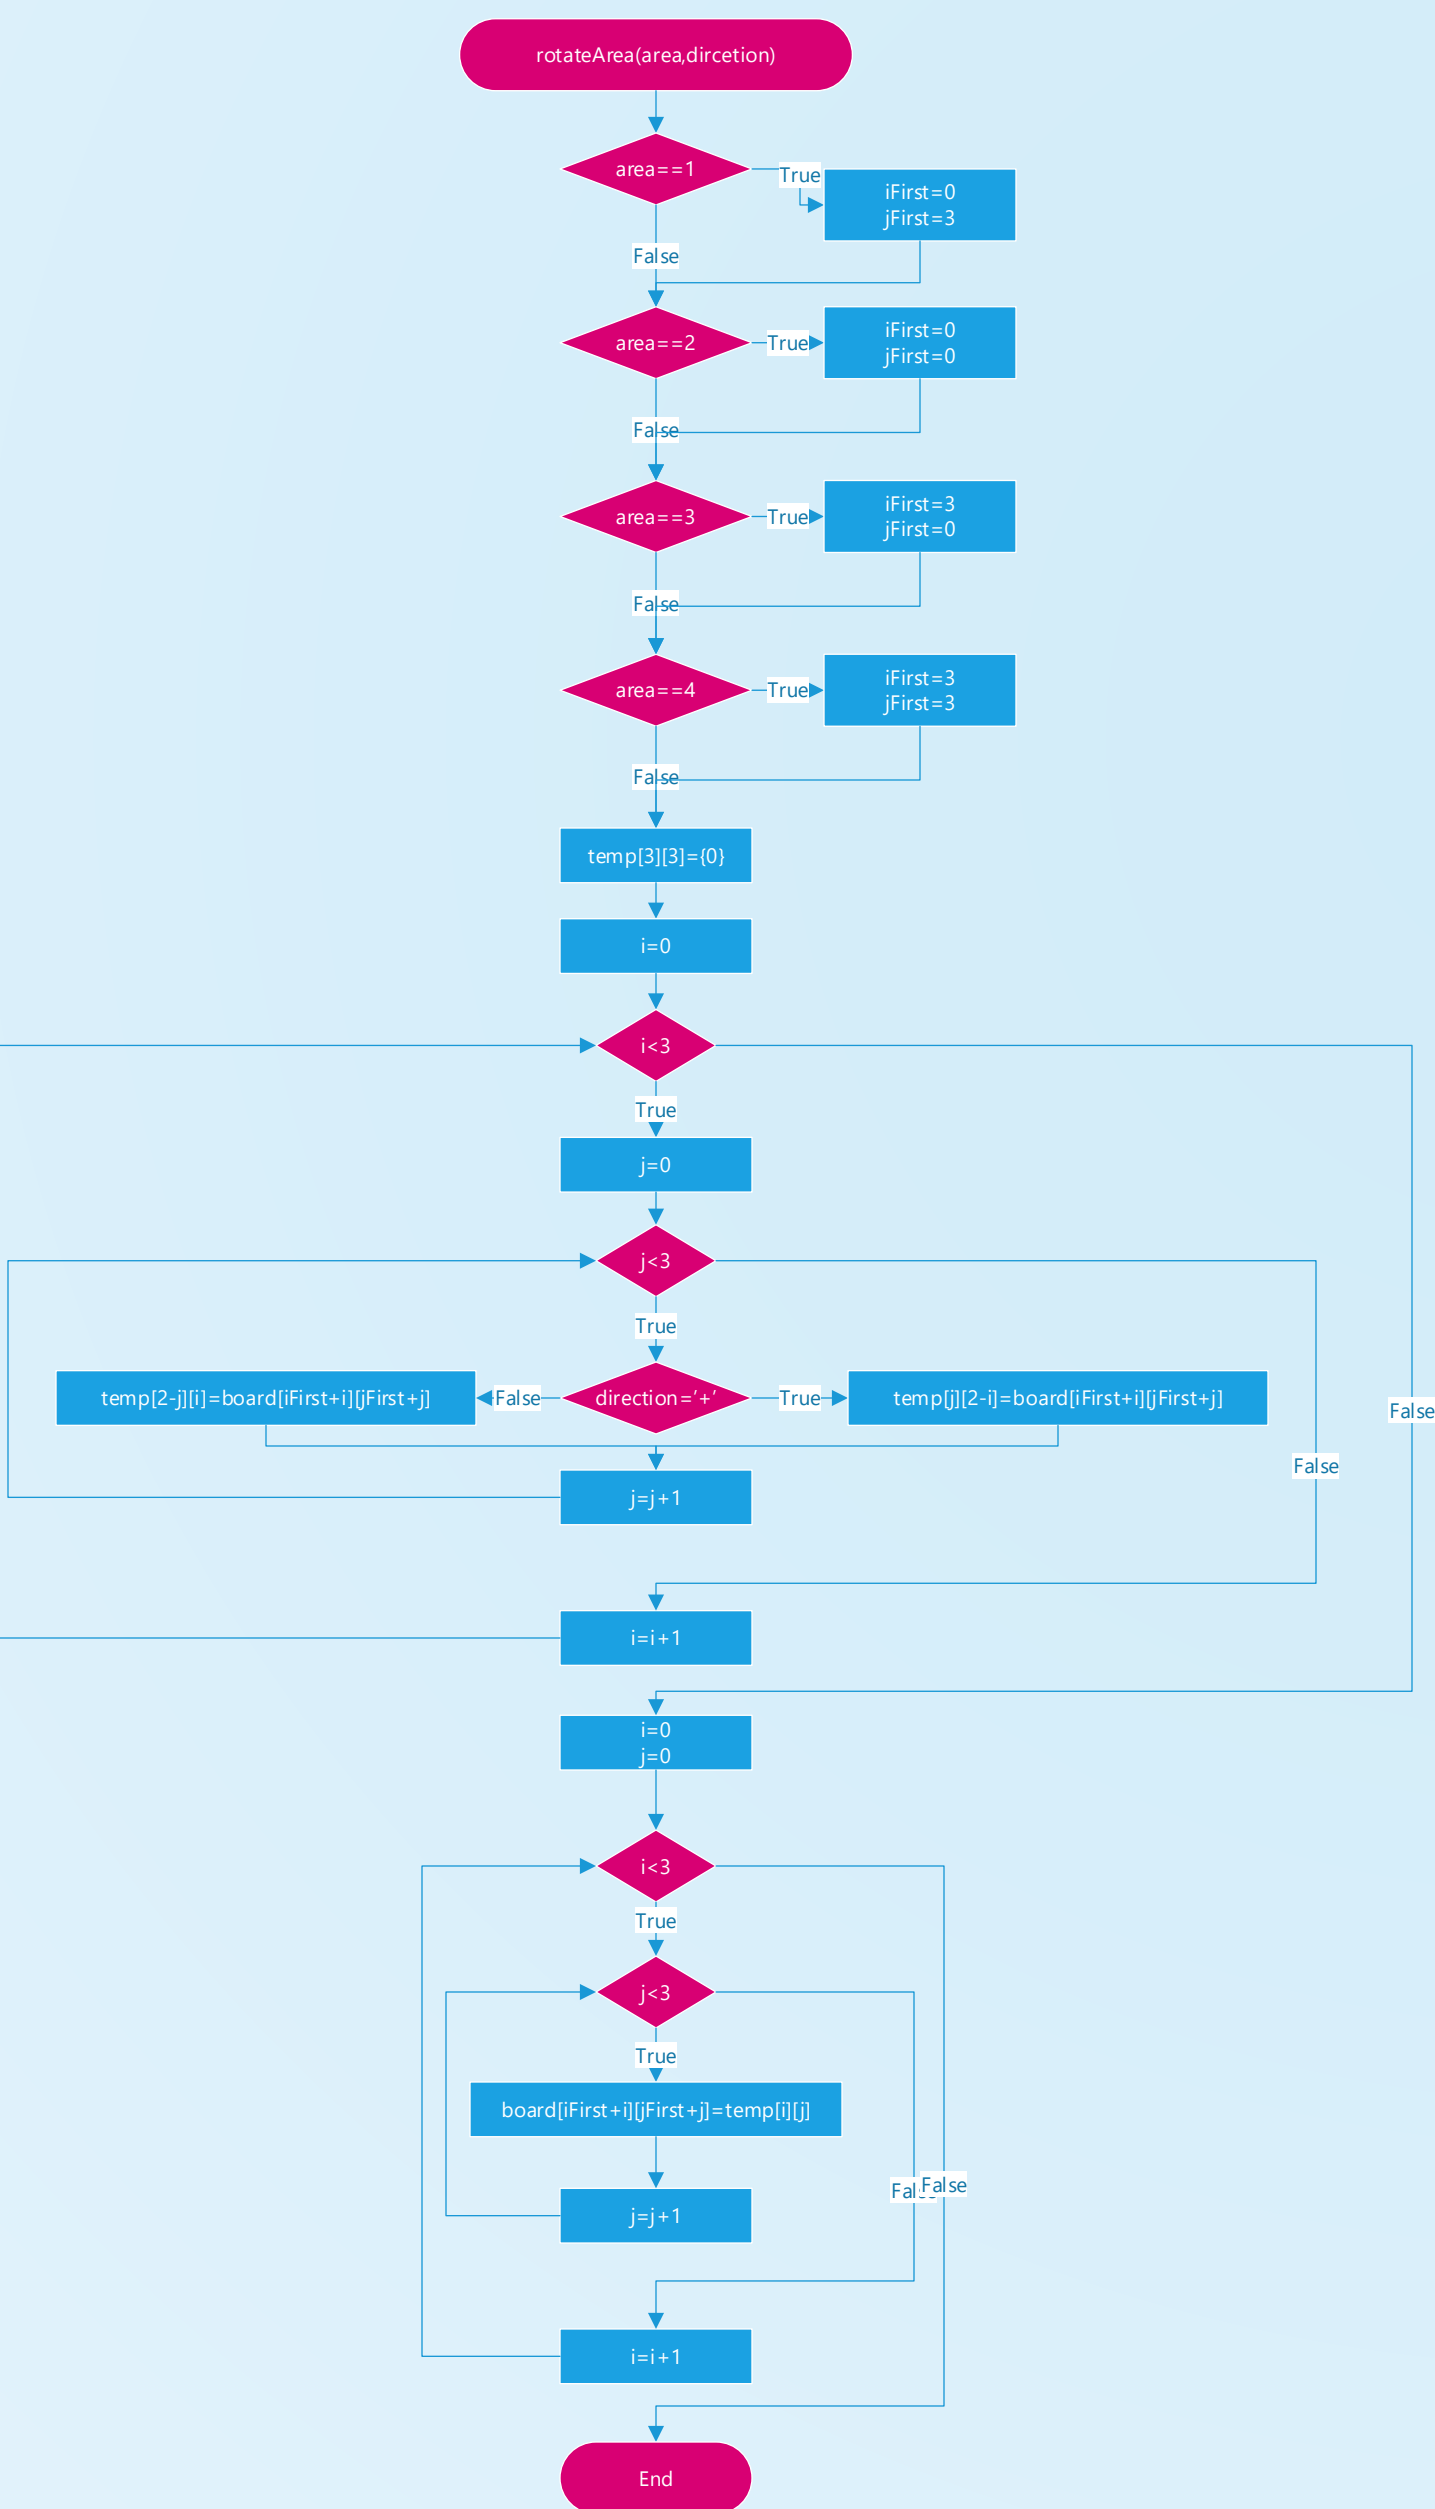 rotateArea(area,dircetion)
area==1
True
iFirst=0
jFirst=3
False
area==2
True
iFirst=0
jFirst=0
False
area==3
True
iFirst=3
jFirst=0
False
area==4
True
iFirst=3
jFirst=3
False
temp[3][3]={0}
i=0
i<3
True
j=0
j<3
True
temp[2-j][i]=board[iFirst+i][jFirst+j]
False
direction='+'
True
temp[j][2-i]=board[iFirst+i][jFirst+j]
False
False
j=j+1
i=i+1
i=0
j=0
i<3
True
j<3
True
board[iFirst+i][jFirst+j]=temp[i][j]
False
False
j=j+1
i=i+1
End